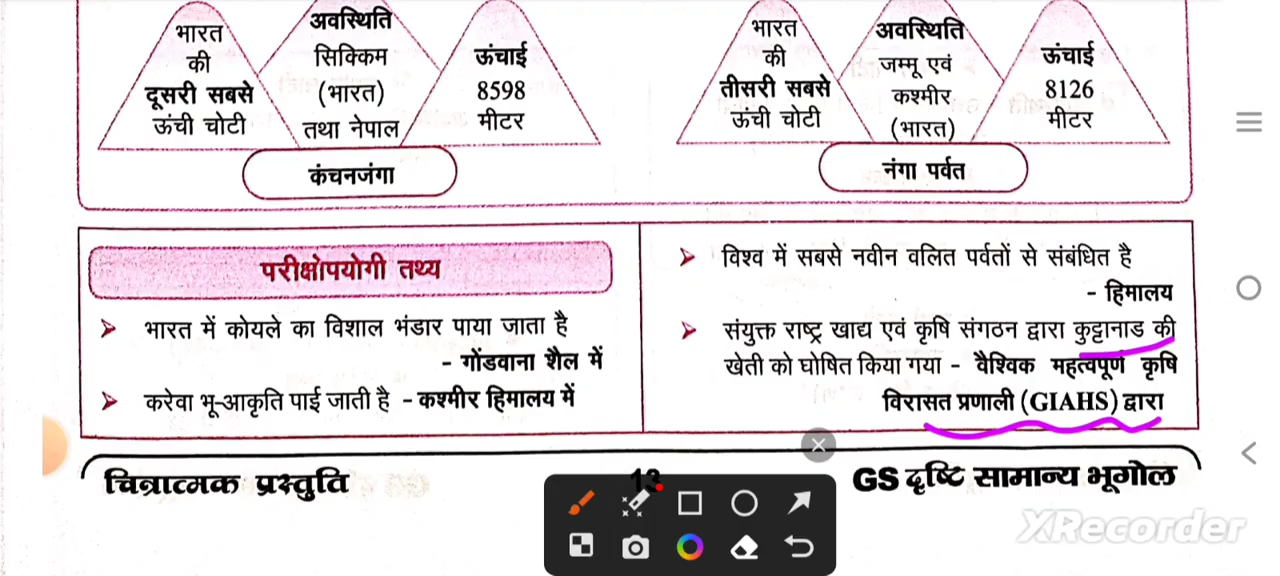 भारत
की
दूसरी सबसे
ऊंची चोटी
अवस्थिति
सिक्किम
(भारत)
तथा नेपाल
ऊंचाई
8598
मीटर
कंचनजंगा
भारत
की
तीसरी सबसे
ऊंची चोटी
अवस्थिति
जम्मू एवं
कश्मीर
(भारत)
ऊंचाई
8126
मीटर
नंगा पर्वत
परीक्षोपयोगी तथ्य
भारत में कोयले का विशाल भंडार पाया जाता है
- गोंडवाना शैल में
करेवा भू-आकृति पाई जाती है - कश्मीर हिमालय में
विश्व में सबसे नवीन वलित पर्वतों से संबंधित है
- हिमालय
संयुक्त राष्ट्र खाद्य एवं कृषि संगठन द्वारा कुट्टानाड की
खेती को घोषित किया गया - वैश्विक महत्वपूर्ण कृषि
विरासत प्रणाली (GIAHS) द्वारा
चित्रात्मक प्रस्तुति
13
GS दृष्टि सामान्य भूगोल
XRecorder